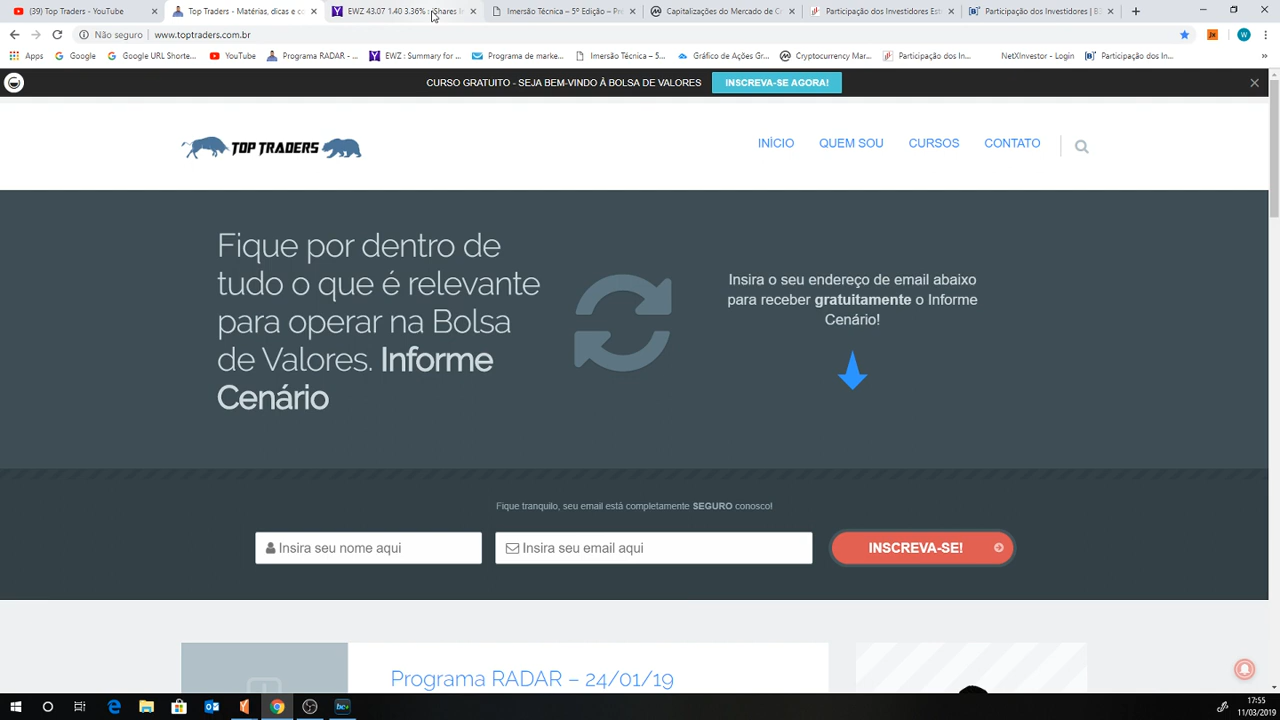 (39) Top Traders - YouTube
Top Traders - Matérias, dicas e co
EWZ 43.07 1.40 3.36% : iShares I
Imersão Técnica – 5º Edição – Pr
Capitalizações do Mercado de C
Participação dos Investidores Est
Participação dos Investidores | B
Não seguro
www.toptraders.com.br
Apps
Google
Google URL Shorte...
YouTube
Programa RADAR - ...
EWZ : Summary for ...
Programa de marke...
Imersão Técnica – 5...
Gráfico de Ações Gr...
Cryptocurrency Mar...
Participação dos In...
NetXInvestor - Login
Participação dos In...
»
CURSO GRATUITO - SEJA BEM-VINDO Â BOLSA DE VALORES
INSCREVA-SE AGORA!
TOP TRADERS
INÍCIO
QUEM SOU
CURSOS
CONTATO
Fique por dentro de
tudo o que é relevante
para operar na Bolsa
de Valores. Informe
Cenário
Insira o seu endereço de email abaixo
para receber gratuitamente o Informe
Cenário!
Fique tranquilo, seu email está completamente SEGURO conosco!
Insira seu nome aqui
Insira seu email aqui
INSCREVA-SE!
Programa RADAR – 24/01/19
17:55
11/03/2019